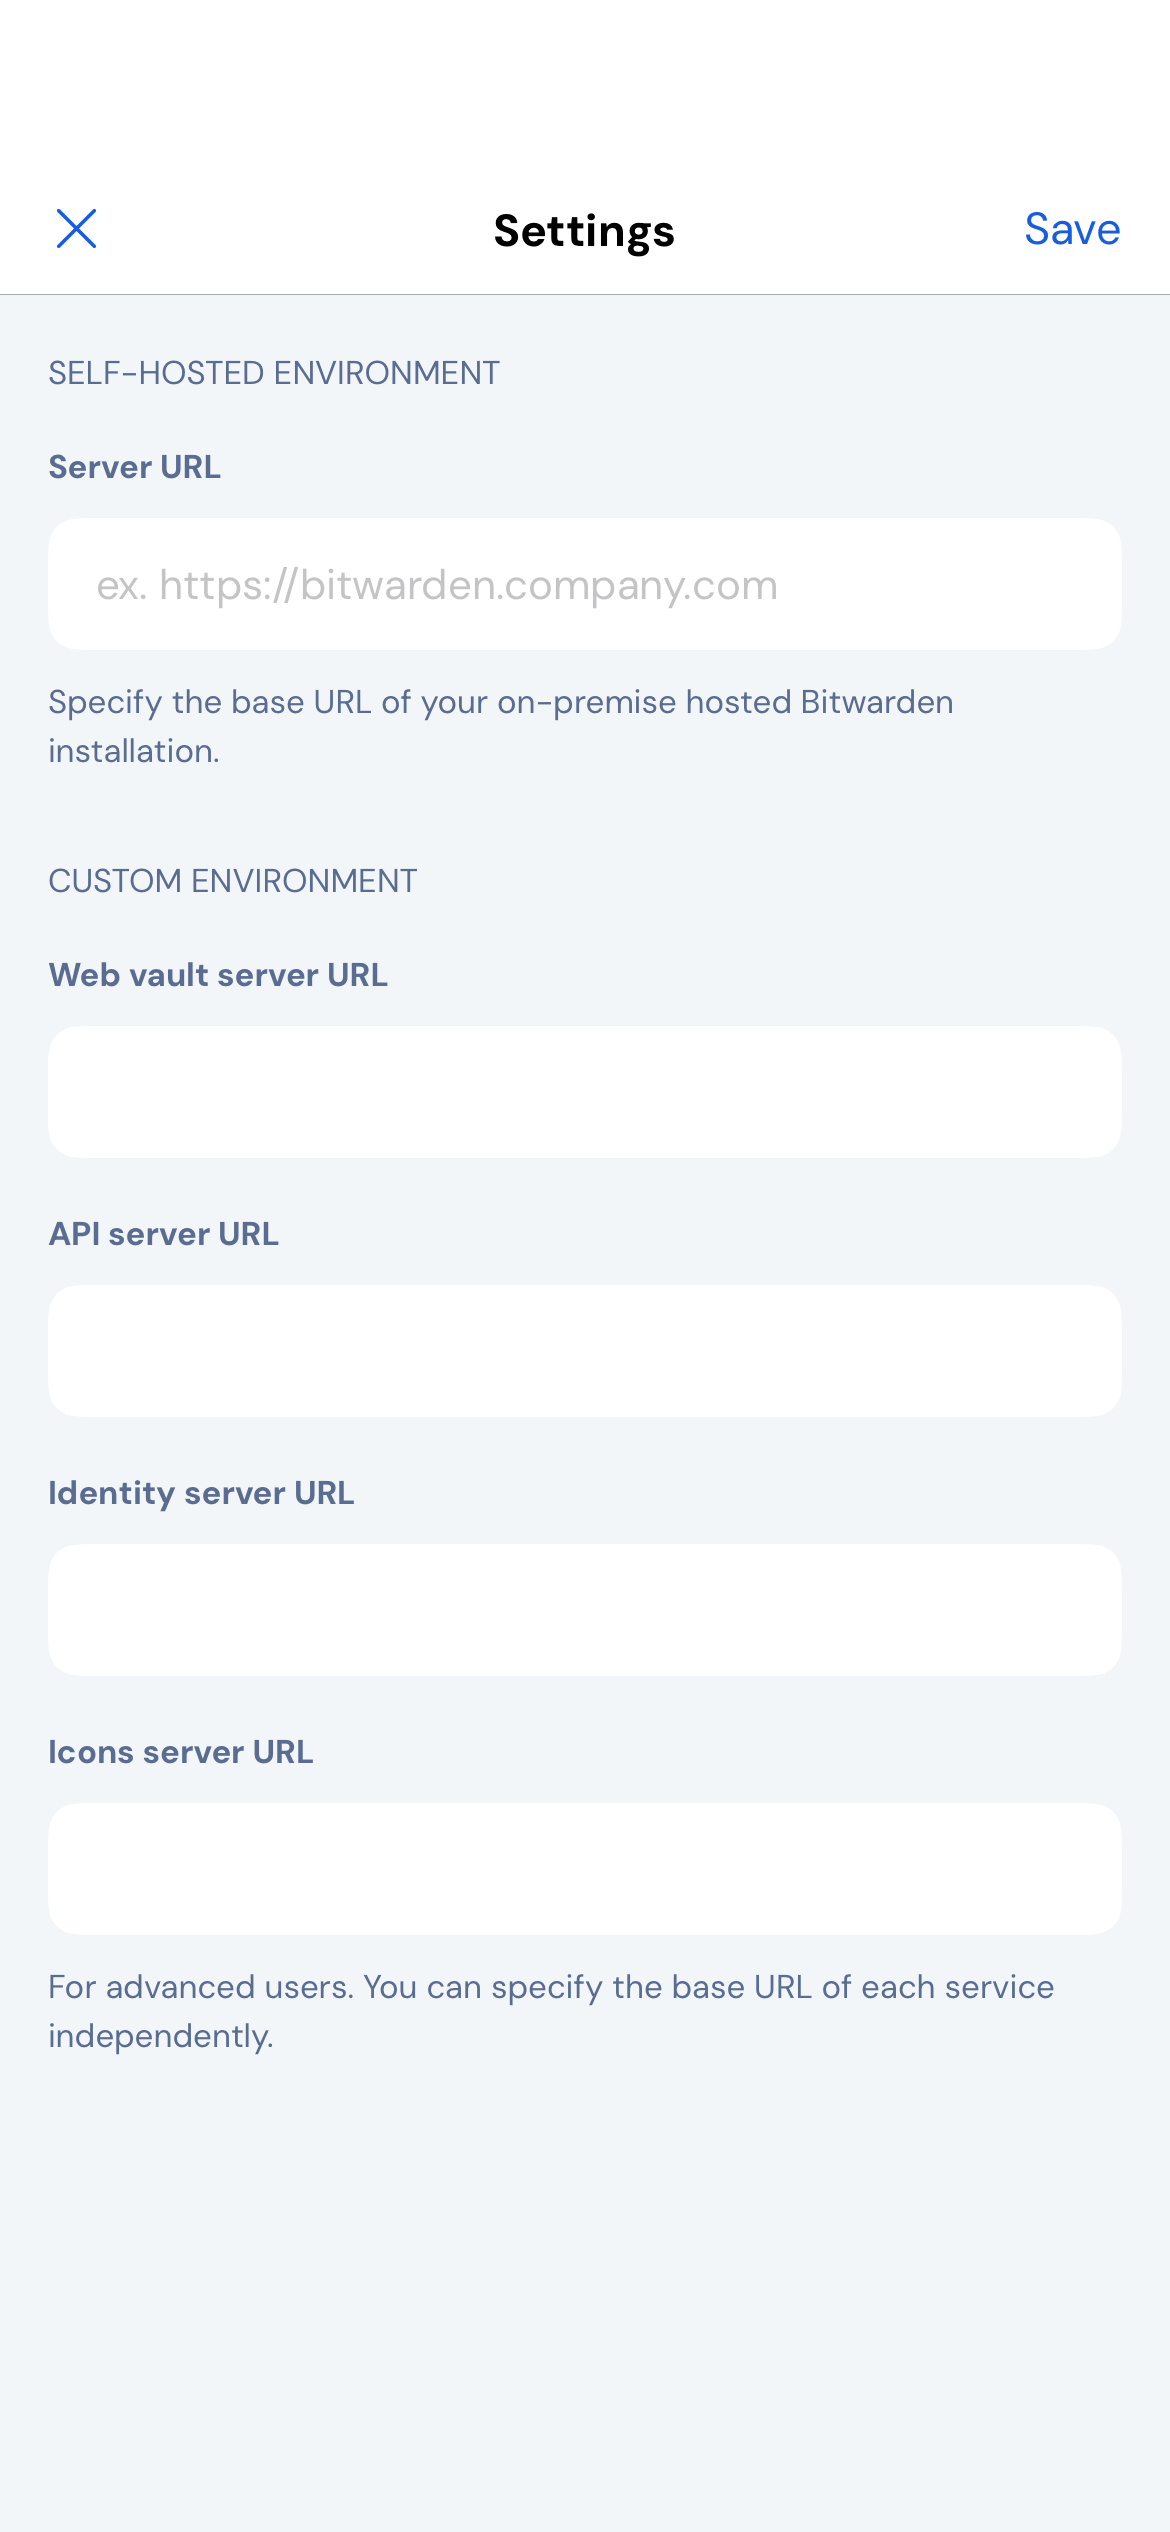 Settings
Save
SELF-HOSTED ENVIRONMENT
Server URL
ex. https://bitwarden.company.com
Specify the base URL of your on-premise hosted Bitwarden
installation.
CUSTOM ENVIRONMENT
Web vault server URL
API server URL
Identity server URL
Icons server URL
For advanced users. You can specify the base URL of each service
independently.